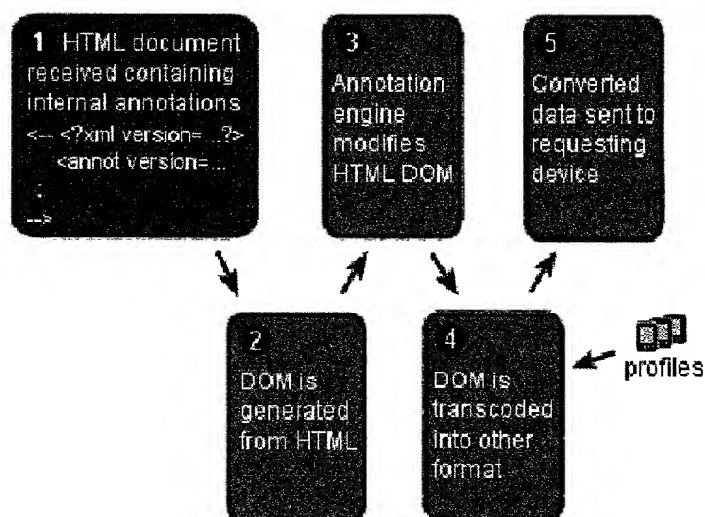 1 HTML document
received containing
internal annotations
<-- <?xml version= ...?>
<annot version=...
:
-->
2
DOM is
generated
from HTML
3
Annotation
engine
modifies
HTML DOM
4
DOM is
transcoded
into other
format
5
Converted
data sent to
requesting
device
profiles